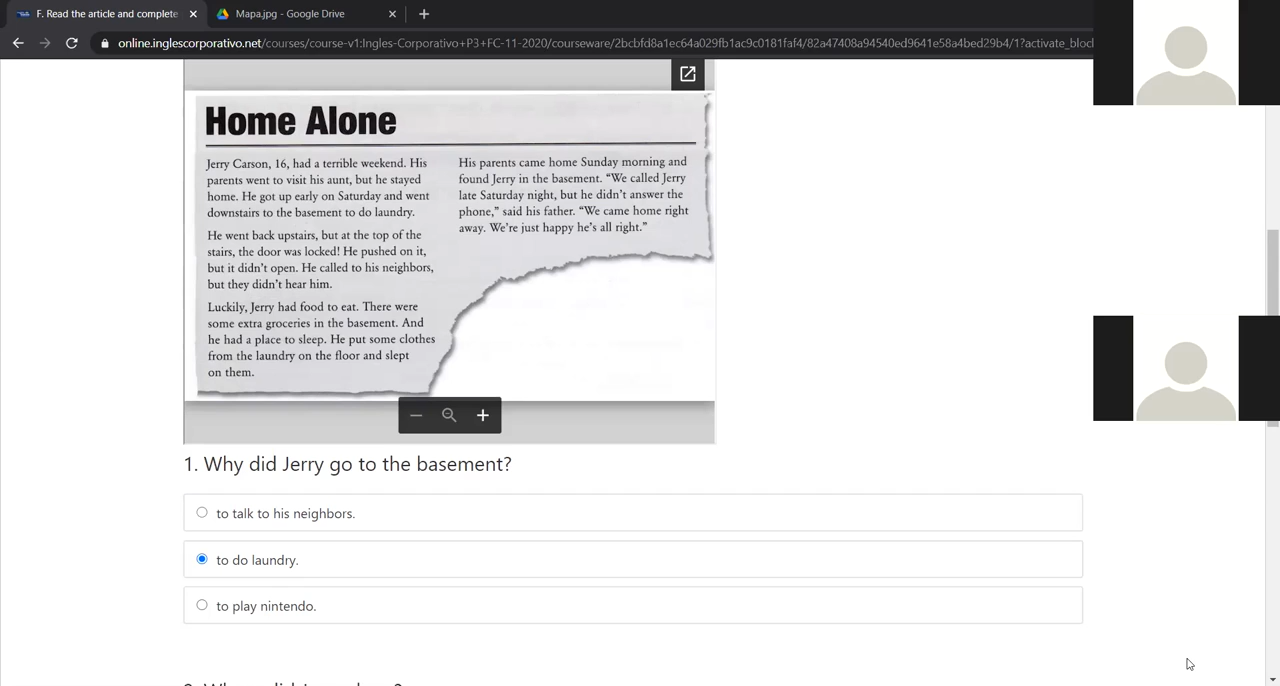 F. Read the article and complete
Mapa.jpg - Google Drive
online.inglescorporativo.net/courses/course-v1:Ingles-Corporativo+P3+FC-11-2020/courseware/2bcbfd8a1ec64a029fb1ac9c0181faf4/82a47408a94540ed9641e58a4bed29b4/1?activate_bloc
Home Alone
Jerry Carson, 16, had a terrible weekend. His
parents went to visit his aunt, but he stayed
home. He got up early on Saturday and went
downstairs to the basement to do laundry.
He went back upstairs, but at the top of the
stairs, the door was locked! He pushed on it,
but it didn't open. He called to his neighbors,
but they didn't hear him.
Luckily, Jerry had food to eat. There were
some extra groceries in the basement. And
he had a place to sleep. He put some clothes
from the laundry on the floor and slept
on them.
His parents came home Sunday morning and
found Jerry in the basement. "We called Jerry
late Saturday night, but he didn't answer the
phone," said his father. "We came home right
away. We're just happy he's all right."
1. Why did Jerry go to the basement?
to talk to his neighbors.
to do laundry.
to play nintendo.